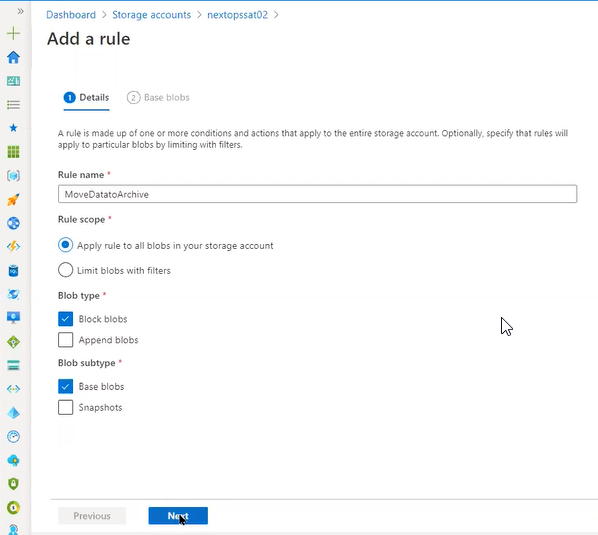 Dashboard > Storage accounts > nextopssat02 >
Add a rule
1 Details 2 Base blobs
A rule is made up of one or more conditions and actions that apply to the entire storage account. Optionally, specify that rules will
apply to particular blobs by limiting with filters.
Rule name *
MoveDatatoArchive
Rule scope *
Apply rule to all blobs in your storage account
Limit blobs with filters
Blob type *
Block blobs
Append blobs
Blob subtype *
Base blobs
Snapshots
Previous Next